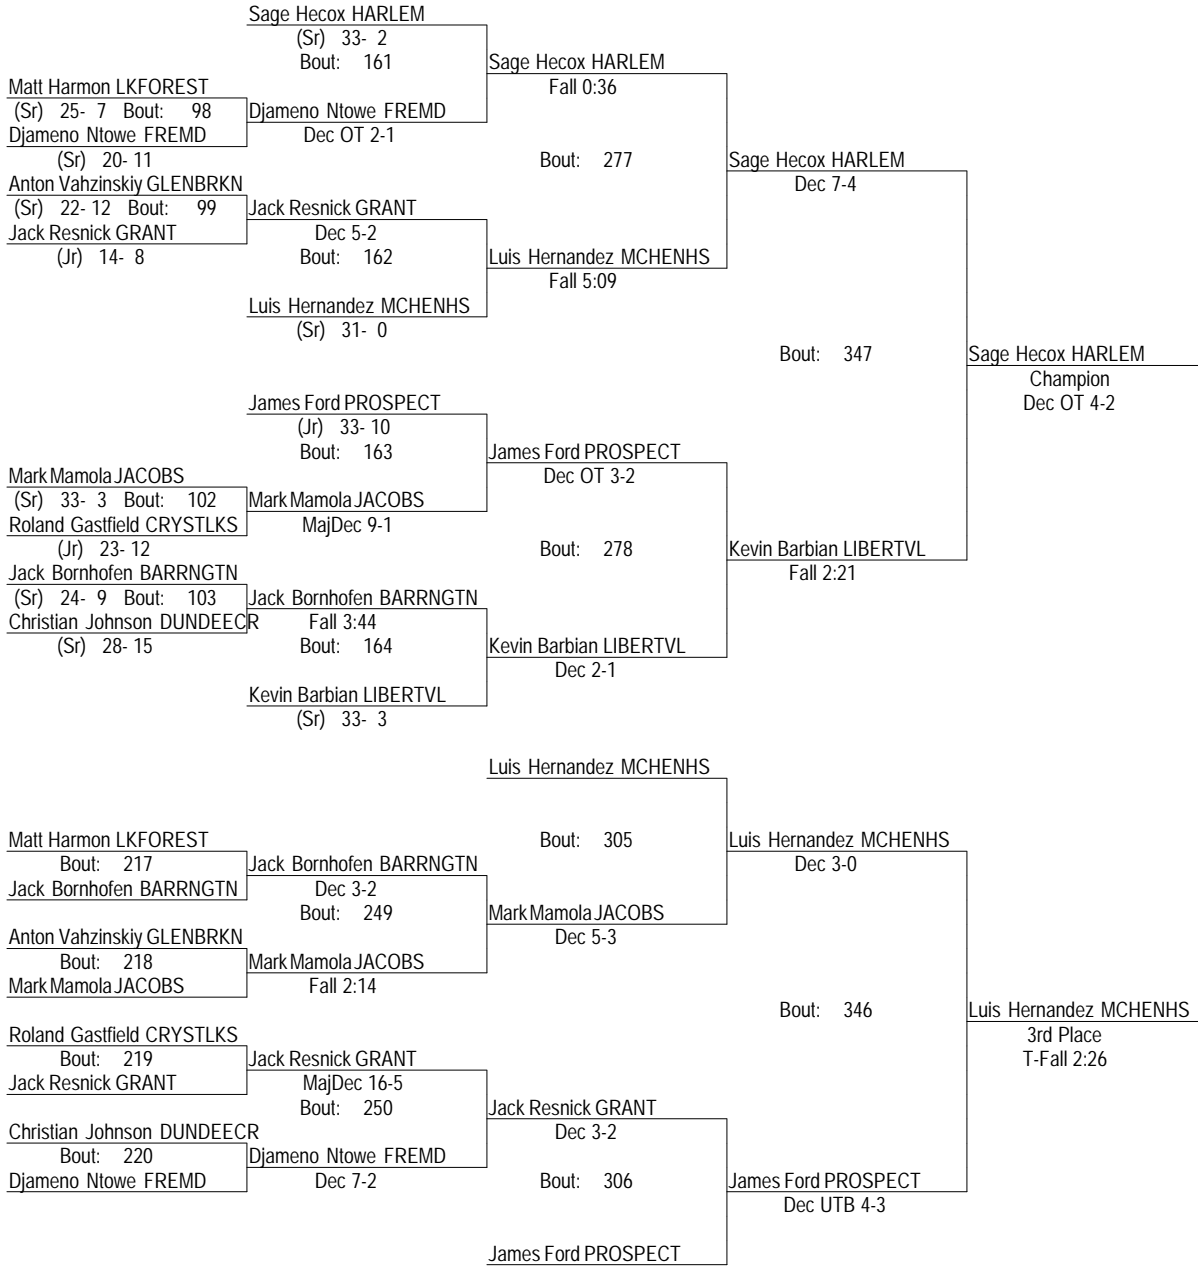 Sage Hecox HARLEM
(Sr) 33- 2
Bout: 161
Sage Hecox HARLEM
Fall 0:36
Matt Harmon LKFOREST
(Sr) 25- 7 Bout: 98
Djameno Ntowe FREMD
Djameno Ntowe FREMD
Dec OT 2-1
(Sr) 20- 11
Bout: 277
Sage Hecox HARLEM
Dec 7-4
Anton Vahzinskiy GLENBRKN
(Sr) 22- 12 Bout: 99
Jack Resnick GRANT
Jack Resnick GRANT
Dec 5-2
(Jr) 14- 8
Bout: 162
Luis Hernandez MCHENHS
Fall 5:09
Luis Hernandez MCHENHS
(Sr) 31- 0
Bout: 347
Sage Hecox HARLEM
Champion
Dec OT 4-2
James Ford PROSPECT
(Jr) 33- 10
Bout: 163
James Ford PROSPECT
Dec OT 3-2
Mark Mamola JACOBS
(Sr) 33- 3 Bout: 102
Mark Mamola JACOBS
Roland Gastfield CRYSTLKS
MajDec 9-1
(Jr) 23- 12
Bout: 278
Kevin Barbian LIBERTVL
Fall 2:21
Jack Bornhofen BARRNGTN
(Sr) 24- 9 Bout: 103
Jack Bornhofen BARRNGTN
Christian Johnson DUNDEECR
Fall 3:44
(Sr) 28- 15
Bout: 164
Kevin Barbian LIBERTVL
Dec 2-1
Kevin Barbian LIBERTVL
(Sr) 33- 3
Luis Hernandez MCHENHS
Matt Harmon LKFOREST
Bout: 217
Jack Bornhofen BARRNGTN
Jack Bornhofen BARRNGTN
Dec 3-2
Bout: 305
Luis Hernandez MCHENHS
Dec 3-0
Bout: 249
Mark Mamola JACOBS
Dec 5-3
Anton Vahzinskiy GLENBRKN
Bout: 218
Mark Mamola JACOBS
Mark Mamola JACOBS
Fall 2:14
Bout: 346
Luis Hernandez MCHENHS
3rd Place
T-Fall 2:26
Roland Gastfield CRYSTLKS
Bout: 219
Jack Resnick GRANT
Jack Resnick GRANT
MajDec 16-5
Bout: 250
Jack Resnick GRANT
Dec 3-2
Christian Johnson DUNDEECR
Bout: 220
Djameno Ntowe FREMD
Djameno Ntowe FREMD
Dec 7-2
Bout: 306
James Ford PROSPECT
Dec UTB 4-3
James Ford PROSPECT